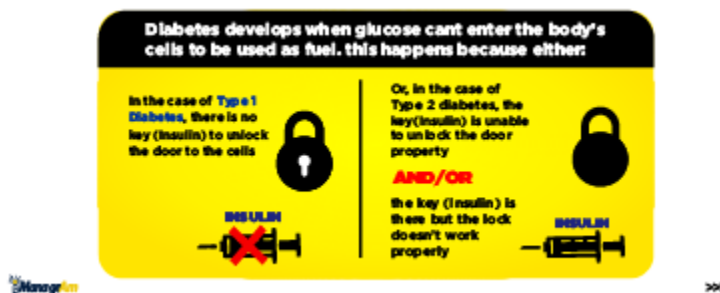 Diabetes develops when glucose cant enter the body's
cells to be used as fuel. this happens because either:
In the case of Type 1
Diabetes, there is no
key (Insulin) to unlock
the door to the cells
INSULIN
Or, in the case of
Type 2 diabetes, the
key(Insulin) is unable
to unlock the door
property
AND/OR
the key (Insulin) is
there but the lock
doesn't work
properly
INSULIN
>>>